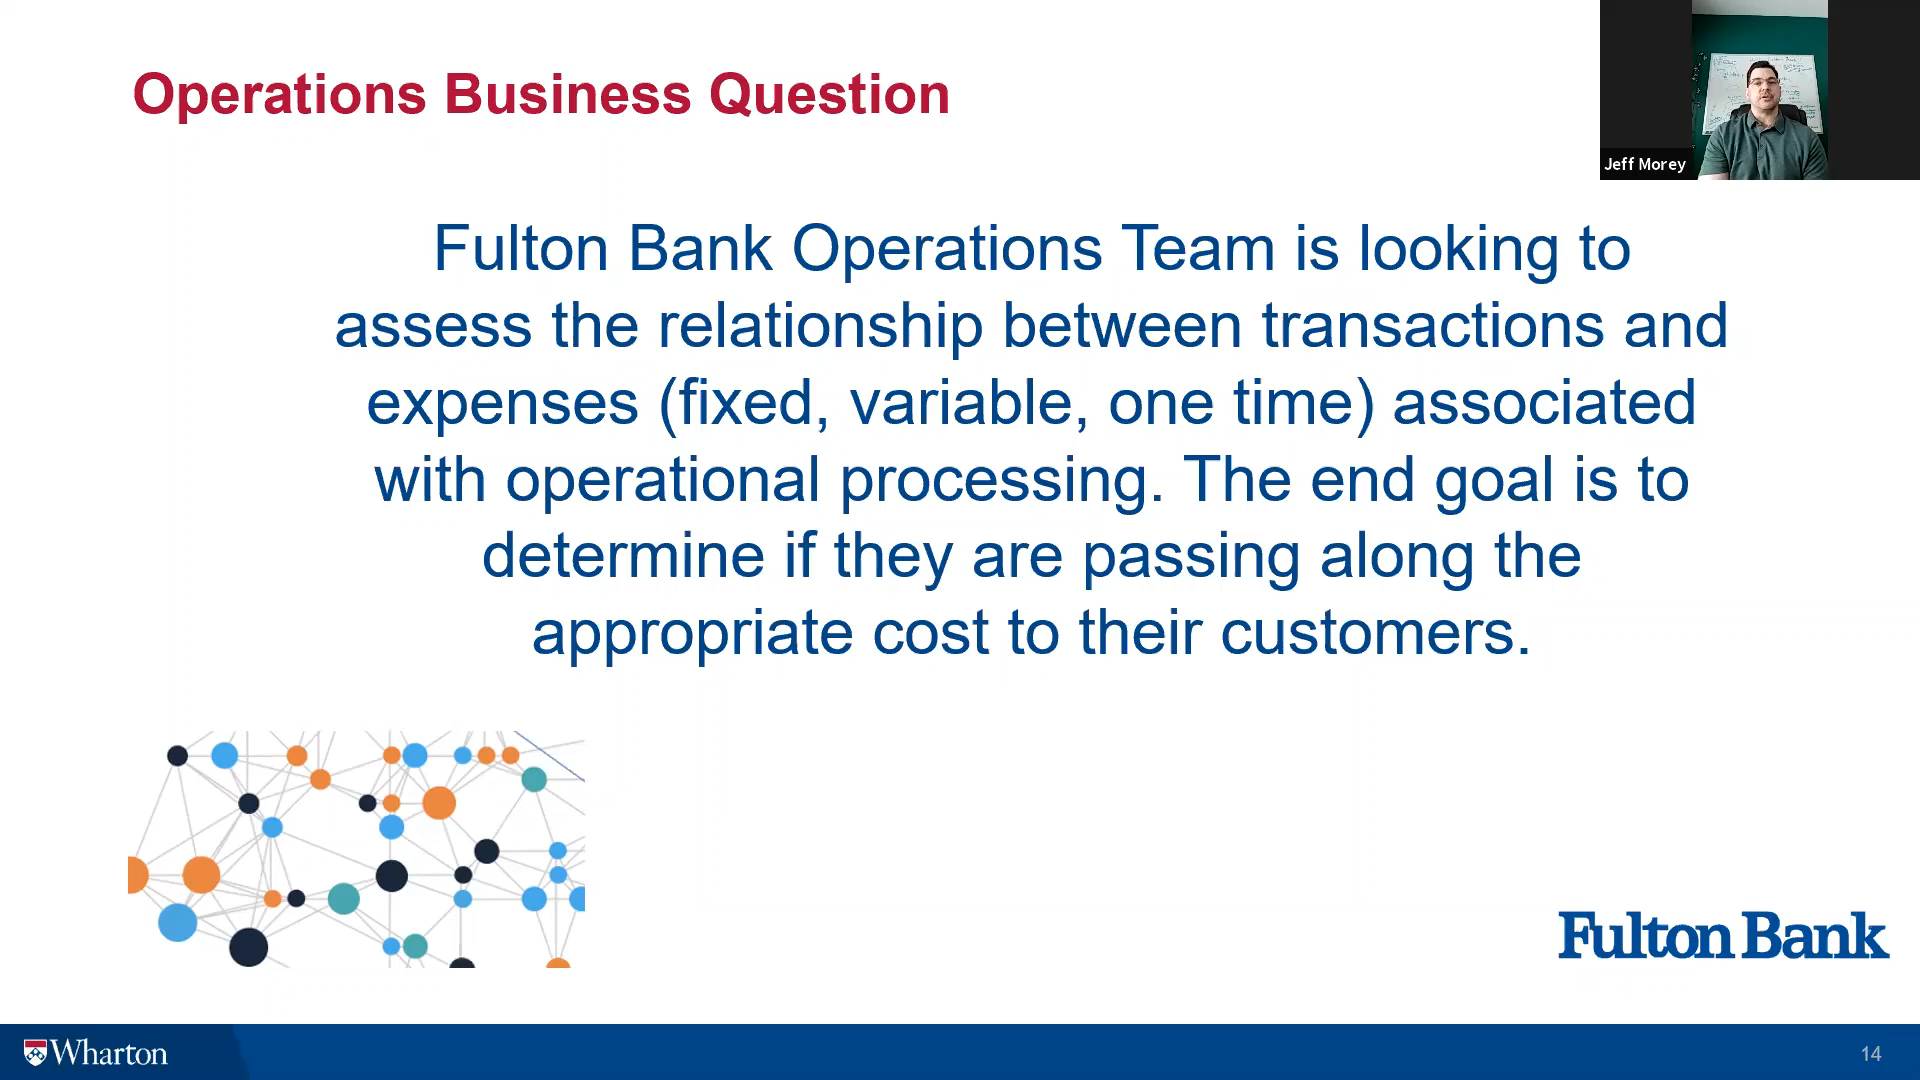 Operations Business Question
Jeff Morey
Fulton Bank Operations Team is looking to
assess the relationship between transactions and
expenses (fixed, variable, one time) associated
with operational processing. The end goal is to
determine if they are passing along the
appropriate cost to their customers.
Fulton Bank
Wharton
14